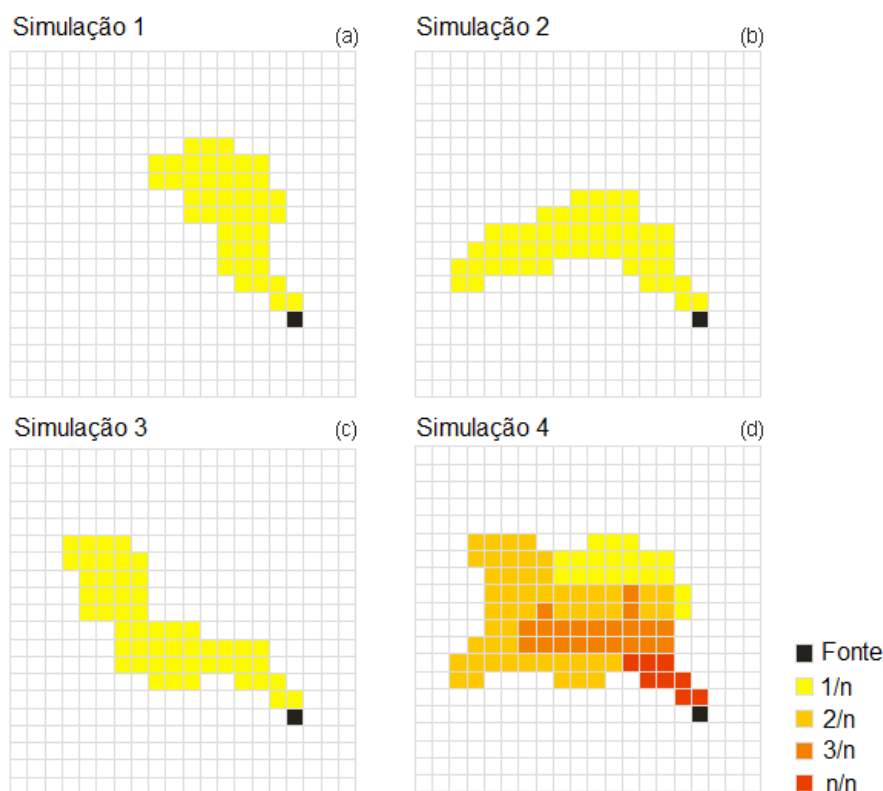 Simulação 1 (a)
Simulação 2 (b)
Simulação 3 (c)
Simulação 4 (d)
Fonte
1/n
2/n
3/n
n/n